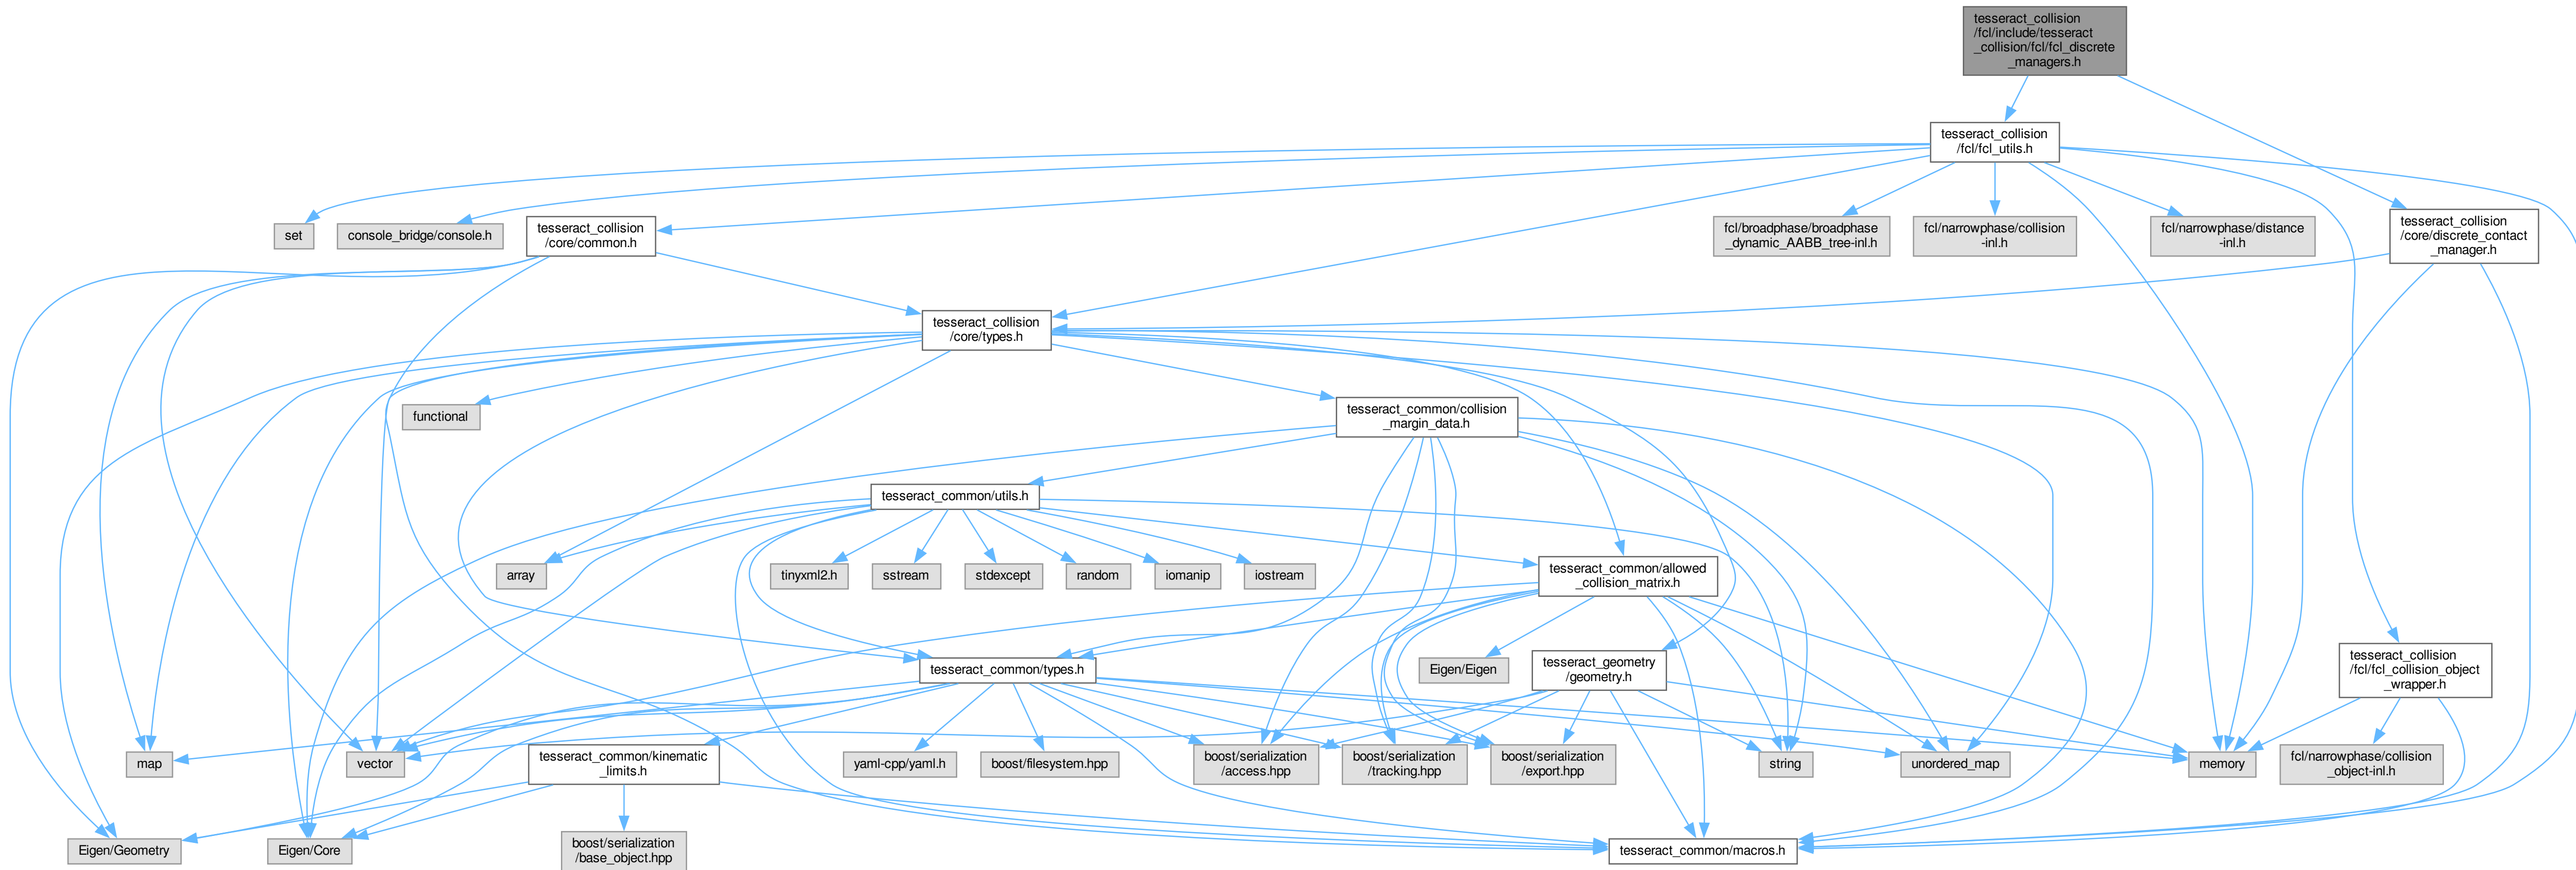 tesseract_collision
/fcl/include/tesseract
_collision/fcl/fcl_discrete
_managers.h
tesseract_collision
/fcl/fcl_utils.h
set
console_bridge/console.h
tesseract_collision
/core/common.h
fcl/broadphase/broadphase
_dynamic_AABB_tree-inl.h
fcl/narrowphase/collision
-inl.h
fcl/narrowphase/distance
-inl.h
tesseract_collision
/core/discrete_contact
_manager.h
tesseract_collision
/core/types.h
functional
tesseract_common/collision
_margin_data.h
tesseract_common/utils.h
array
tinyxml2.h
sstream
stdexcept
random
iomanip
iostream
tesseract_common/allowed
_collision_matrix.h
tesseract_common/types.h
Eigen/Eigen
tesseract_geometry
/geometry.h
tesseract_collision
/fcl/fcl_collision_object
_wrapper.h
map
vector
tesseract_common/kinematic
_limits.h
yaml-cpp/yaml.h
boost/filesystem.hpp
boost/serialization
/access.hpp
boost/serialization
/tracking.hpp
boost/serialization
/export.hpp
string
unordered_map
memory
fcl/narrowphase/collision
_object-inl.h
Eigen/Geometry
Eigen/Core
boost/serialization
/base_object.hpp
tesseract_common/macros.h